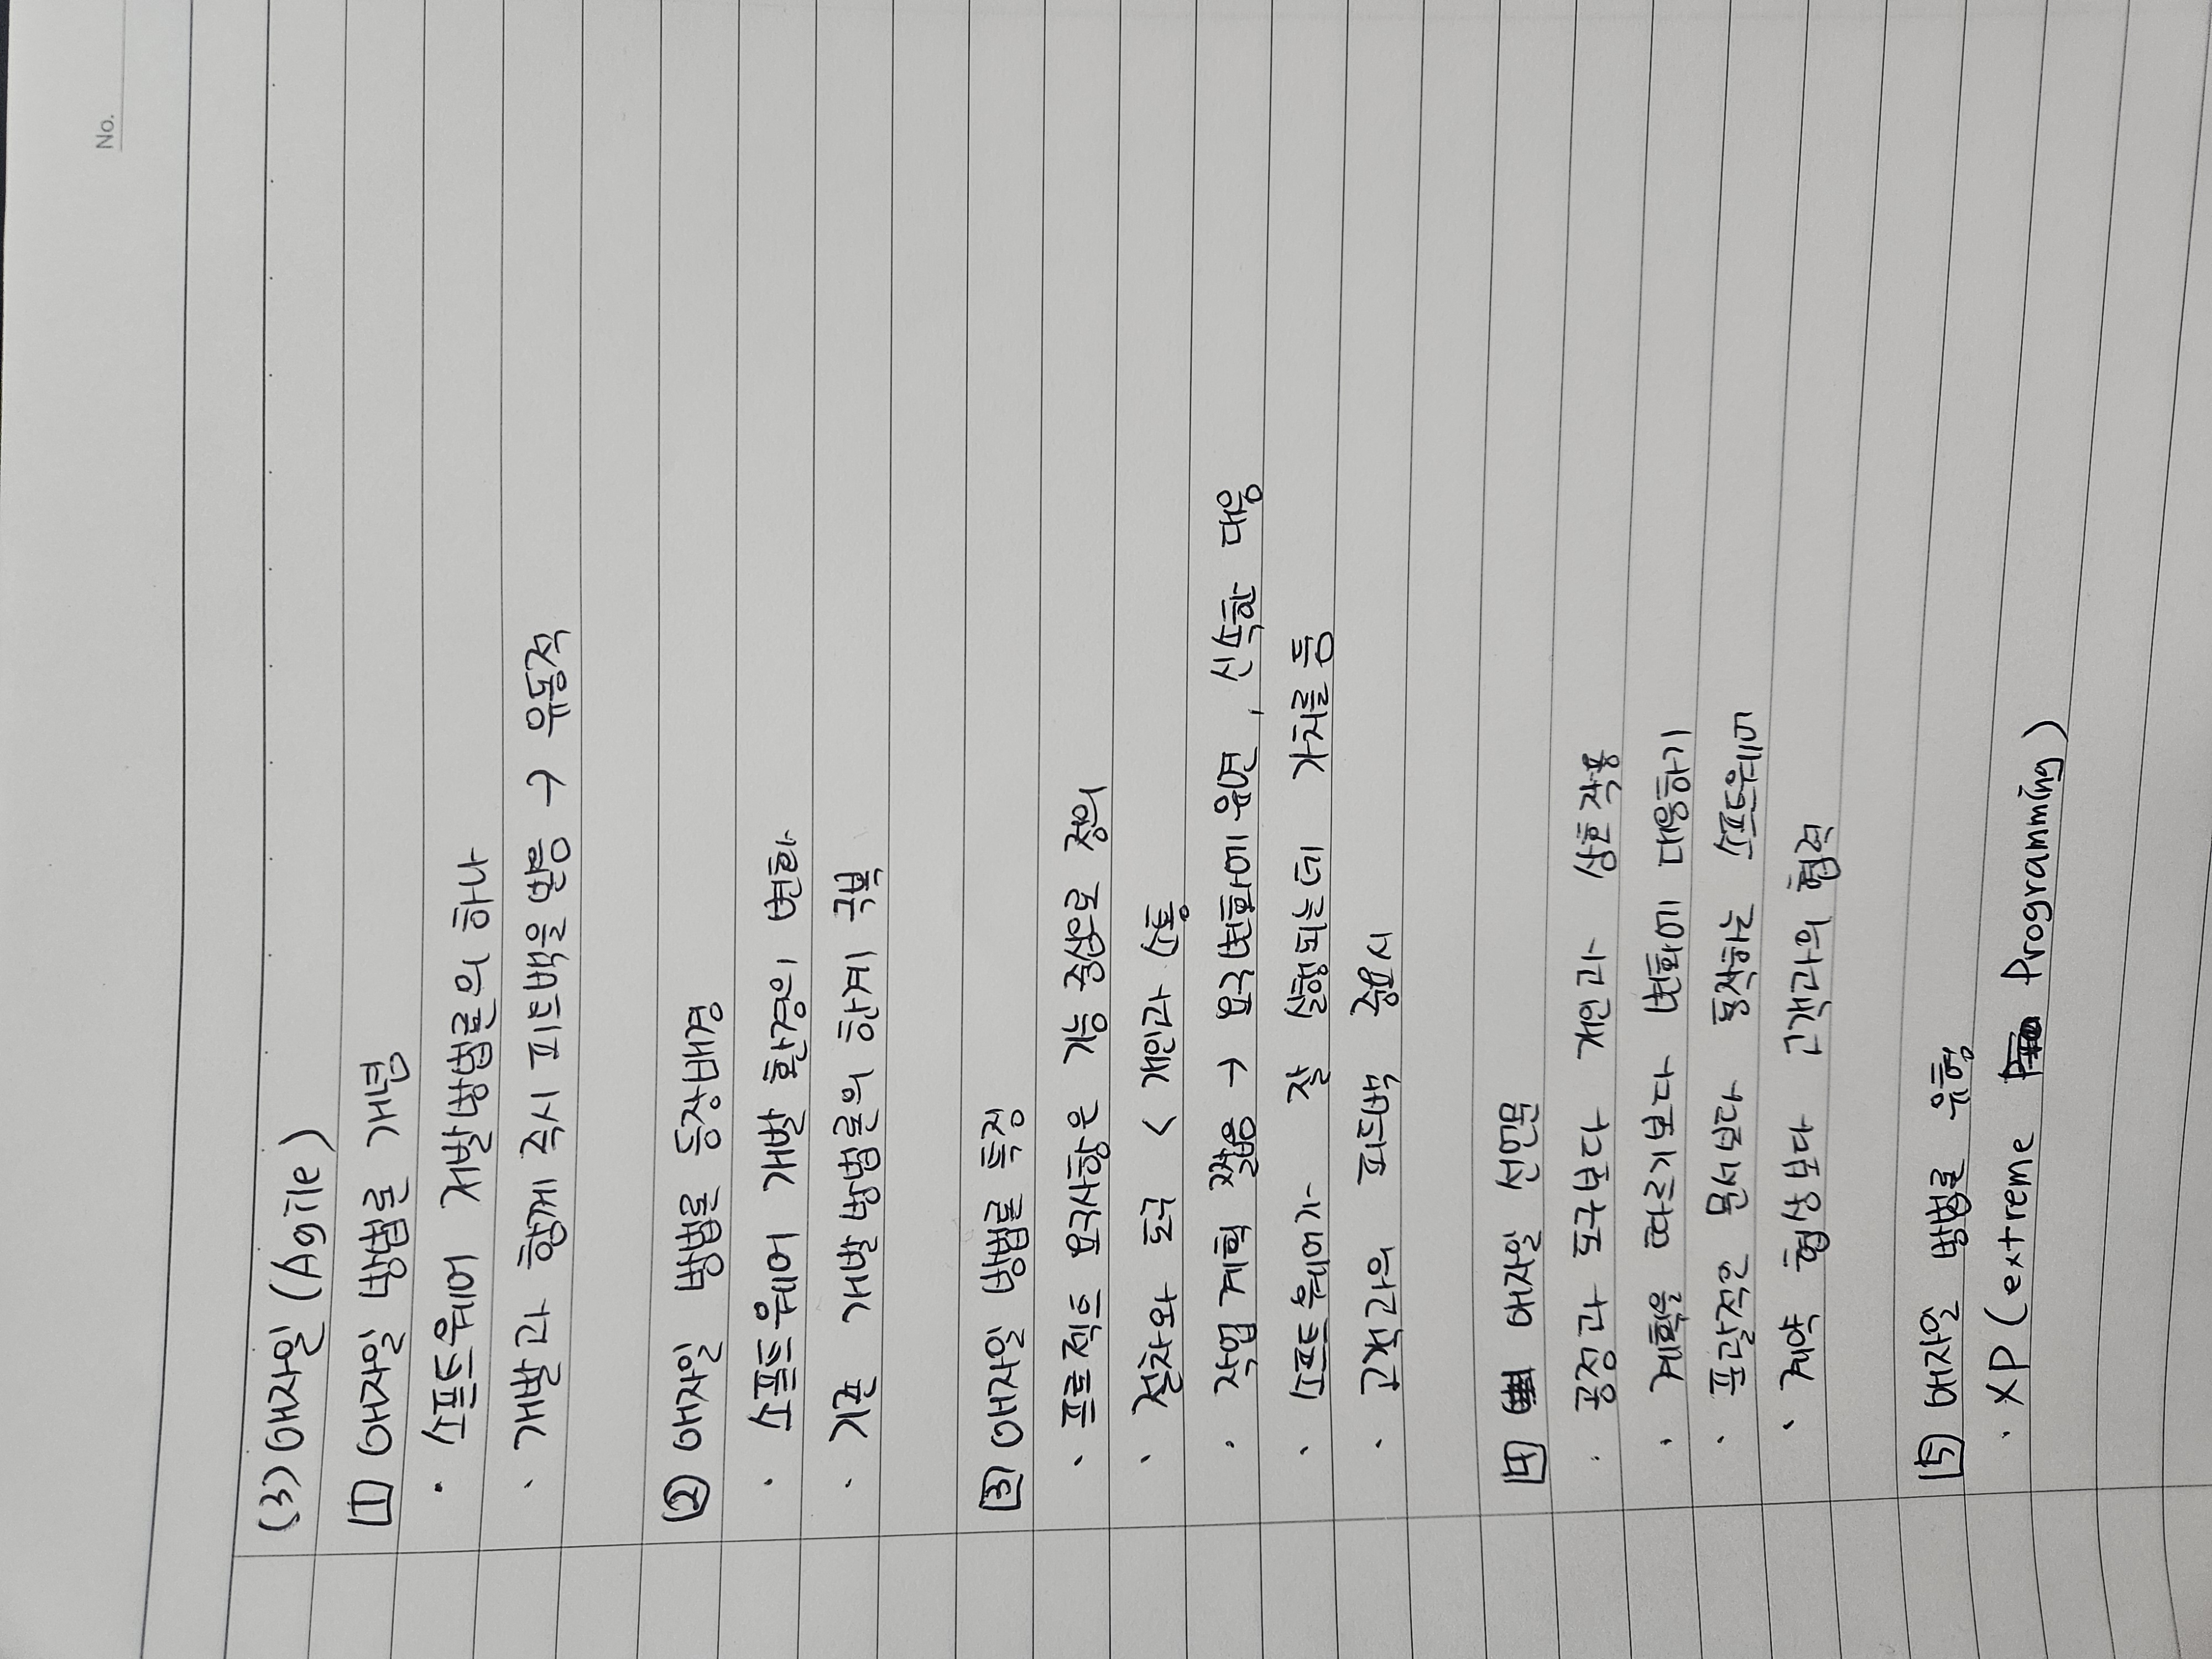 No.
(3) 애자일 (Agile)
1 애자일 방법론 개념
· 소프트웨어 개발방법론의 하나
· 개발과 함께 즉시 피드백을 받음 → 유동적
2 애자일 방법론 등장배경
· 소프트웨어 개발 환경의 변화
· 기존 개발방법론의 한계 극복
3 애자일 방법론 특징
· 프로젝트 요구사항은 기능 중심으로 정의
· 절차와 도구 < 개인과 소통
· 작업 계획 짧음 → 요구변화에 유연, 신속한 대응
· 소프트웨어가 잘 실행되는데 가치를 둠
· 고객과의 피드백 중요시
4 애자일 선언문
· 공정과 도구보다 개인과 상호작용
· 계획을 따르기보다 변화에 대응하기
· 포괄적인 문서보다 동작하는 소프트웨어
· 계약 협상보다 고객과의 협력
5 애자일 방법론 유형
· XP (extreme Programming)